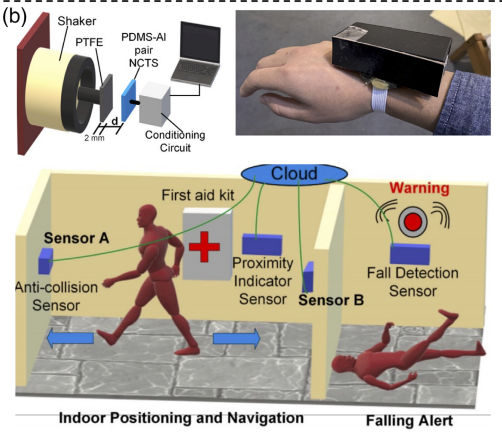 (b)
Shaker
PTFE
PDMS-Al
pair
NCTS
2 mm
d
Conditioning
Circuit
Cloud
First aid kit
Warning
Sensor A
Anti-collision
Sensor
Proximity
Indicator
Sensor
Sensor B
Fall Detection
Sensor
Indoor Positioning and Navigation
Falling Alert